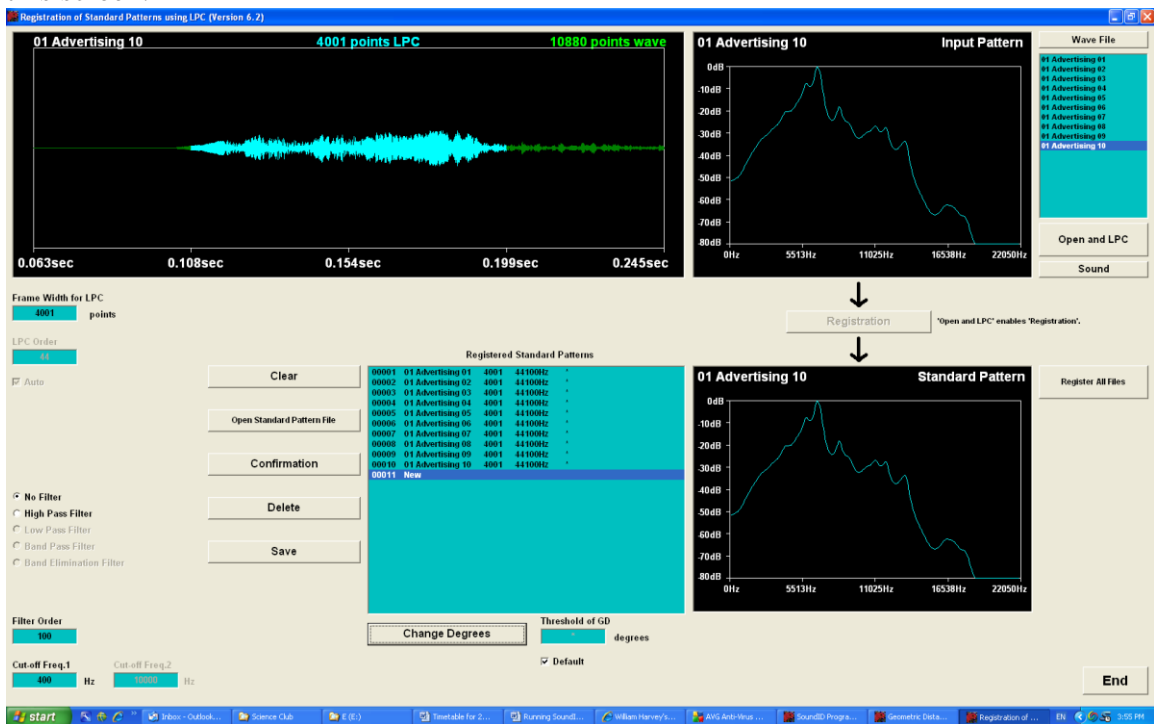 Registration of Standard Patterns using LPC (Version 6.2)
01 Advertising 10 4001 points LPC 10880 points wave
0.063sec 0.108sec 0.154sec 0.199sec 0.245sec
01 Advertising 10 Input Pattern
0dB
-10dB
-20dB
-30dB
-40dB
-50dB
-60dB
-70dB
-80dB
0Hz 5513Hz 11025Hz 16538Hz 22050Hz
Wave File
01 Advertising 01
01 Advertising 02
01 Advertising 03
01 Advertising 04
01 Advertising 05
01 Advertising 06
01 Advertising 07
01 Advertising 08
01 Advertising 09
01 Advertising 10
Open and LPC
Sound
Frame Width for LPC
4001 points
LPC Order
44
Auto
Registration
'Open and LPC' enables 'Registration'.
Clear
Open Standard Pattern File
Confirmation
Delete
Save
Registered Standard Patterns
00001 01 Advertising 01 4001 44100Hz *
00002 01 Advertising 02 4001 44100Hz *
00003 01 Advertising 03 4001 44100Hz *
00004 01 Advertising 04 4001 44100Hz *
00005 01 Advertising 05 4001 44100Hz *
00006 01 Advertising 06 4001 44100Hz *
00007 01 Advertising 07 4001 44100Hz *
00008 01 Advertising 08 4001 44100Hz *
00009 01 Advertising 09 4001 44100Hz *
00010 01 Advertising 10 4001 44100Hz *
00011 New
01 Advertising 10 Standard Pattern
0dB
-10dB
-20dB
-30dB
-40dB
-50dB
-60dB
-70dB
-80dB
0Hz 5513Hz 11025Hz 16538Hz 22050Hz
Register All Files
No Filter
High Pass Filter
Low Pass Filter
Band Pass Filter
Band Elimination Filter
Filter Order
100
Cut-off Freq.1 Cut-off Freq.2
400 Hz 10000 Hz
Change Degrees
Threshold of GD
* degrees
Default
End
start Inbox - Outlook... Science Club E (E:) Timetable for 2... Running SoundI... William Harvey's... AVG Anti-Virus ... SoundID Progra... Geometric Dista... Registration of ... EN 3:55 PM